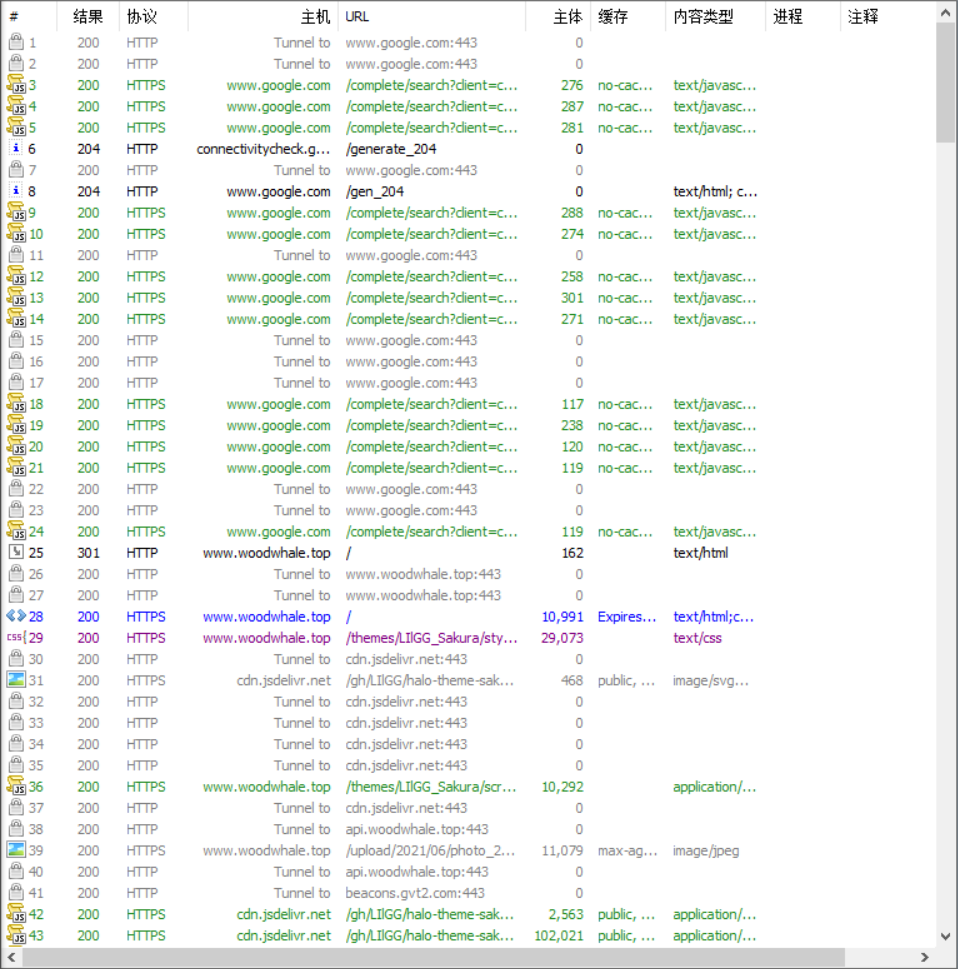 # 结果 协议 主机 URL 主体 缓存 内容类型 进程 注释
1 200 HTTP Tunnel to www.google.com:443 0
2 200 HTTP Tunnel to www.google.com:443 0
JS 3 200 HTTPS www.google.com /complete/search?client=c... 276 no-cac... text/javasc...
JS 4 200 HTTPS www.google.com /complete/search?client=c... 287 no-cac... text/javasc...
JS 5 200 HTTPS www.google.com /complete/search?client=c... 281 no-cac... text/javasc...
i 6 204 HTTP connectivitycheck.g... /generate_204 0
7 200 HTTP Tunnel to www.google.com:443 0
i 8 204 HTTP www.google.com /gen_204 0 text/html; c...
JS 9 200 HTTPS www.google.com /complete/search?client=c... 288 no-cac... text/javasc...
JS 10 200 HTTPS www.google.com /complete/search?client=c... 274 no-cac... text/javasc...
11 200 HTTP Tunnel to www.google.com:443 0
JS 12 200 HTTPS www.google.com /complete/search?client=c... 258 no-cac... text/javasc...
JS 13 200 HTTPS www.google.com /complete/search?client=c... 301 no-cac... text/javasc...
JS 14 200 HTTPS www.google.com /complete/search?client=c... 271 no-cac... text/javasc...
15 200 HTTP Tunnel to www.google.com:443 0
16 200 HTTP Tunnel to www.google.com:443 0
17 200 HTTP Tunnel to www.google.com:443 0
JS 18 200 HTTPS www.google.com /complete/search?client=c... 117 no-cac... text/javasc...
JS 19 200 HTTPS www.google.com /complete/search?client=c... 238 no-cac... text/javasc...
JS 20 200 HTTPS www.google.com /complete/search?client=c... 120 no-cac... text/javasc...
JS 21 200 HTTPS www.google.com /complete/search?client=c... 119 no-cac... text/javasc...
22 200 HTTP Tunnel to www.google.com:443 0
23 200 HTTP Tunnel to www.google.com:443 0
JS 24 200 HTTPS www.google.com /complete/search?client=c... 119 no-cac... text/javasc...
25 301 HTTP www.woodwhale.top / 162 text/html
26 200 HTTP Tunnel to www.woodwhale.top:443 0
27 200 HTTP Tunnel to www.woodwhale.top:443 0
28 200 HTTPS www.woodwhale.top / 10,991 Expires... text/html;c...
css{ 29 200 HTTPS www.woodwhale.top /themes/LIlGG_Sakura/sty... 29,073 text/css
30 200 HTTP Tunnel to cdn.jsdelivr.net:443 0
31 200 HTTPS cdn.jsdelivr.net /gh/LIlGG/halo-theme-sak... 468 public, ... image/svg...
32 200 HTTP Tunnel to cdn.jsdelivr.net:443 0
33 200 HTTP Tunnel to cdn.jsdelivr.net:443 0
34 200 HTTP Tunnel to cdn.jsdelivr.net:443 0
35 200 HTTP Tunnel to cdn.jsdelivr.net:443 0
JS 36 200 HTTPS www.woodwhale.top /themes/LIlGG_Sakura/scr... 10,292 application/...
37 200 HTTP Tunnel to cdn.jsdelivr.net:443 0
38 200 HTTP Tunnel to api.woodwhale.top:443 0
39 200 HTTPS www.woodwhale.top /upload/2021/06/photo_2... 11,079 max-ag... image/jpeg
40 200 HTTP Tunnel to api.woodwhale.top:443 0
41 200 HTTP Tunnel to beacons.gvt2.com:443 0
JS 42 200 HTTPS cdn.jsdelivr.net /gh/LIlGG/halo-theme-sak... 2,563 public, ... application/...
JS 43 200 HTTPS cdn.jsdelivr.net /gh/LIlGG/halo-theme-sak... 102,021 public, ... application/...